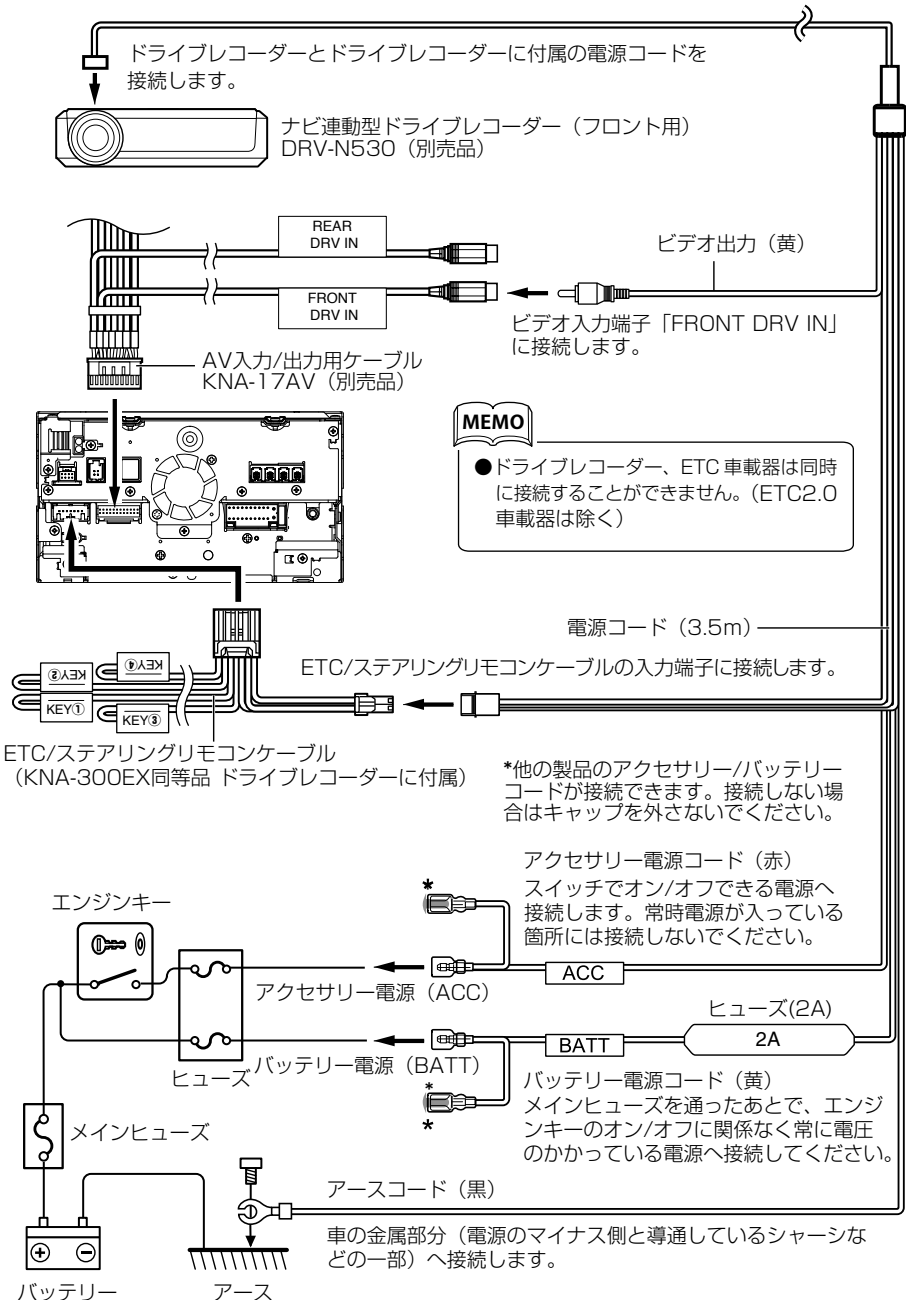 ドライブレコーダーとドライブレコーダーに付属の電源コードを
接続します。
ナビ連動型ドライブレコーダー（フロント用）
DRV-N530（別売品）
REAR
DRV IN
ビデオ出力（黄）
FRONT
DRV IN
ビデオ入力端子「FRONT DRV IN」
に接続します。
AV入力/出力用ケーブル
KNA-17AV（別売品）
MEMO
●ドライブレコーダー、ETC 車載器は同時
に接続することができません。（ETC2.0
車載器は除く）
電源コード（3.5m）
ETC/ステアリングリモコンケーブルの入力端子に接続します。
KEY②
KEY④
KEY①
KEY③
ETC/ステアリングリモコンケーブル
（KNA-300EX同等品 ドライブレコーダーに付属）
*他の製品のアクセサリー/バッテリー
コードが接続できます。接続しない場
合はキャップを外さないでください。
アクセサリー電源コード（赤）
スイッチでオン/オフできる電源へ
接続します。常時電源が入っている
箇所には接続しないでください。
*
エンジンキー
ACC
アクセサリー電源（ACC）
ヒューズ(2A)
2A
BATT
バッテリー電源（BATT）
ヒューズ
*
*
バッテリー電源コード（黄）
メインヒューズを通ったあとで、エンジ
ンキーのオン/オフに関係なく常に電圧
のかかっている電源へ接続してください。
メインヒューズ
アースコード（黒）
車の金属部分（電源のマイナス側と導通しているシャーシな
どの一部）へ接続します。
⊕ ⊖
バッテリー
アース